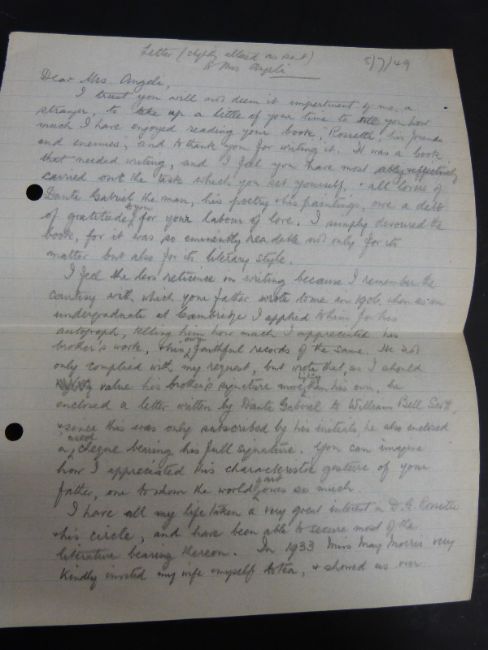 Letter (slightly altered as sent)
to Mrs Angeli
5/7/49
Dear Mrs. Angeli,
I trust you will not deem it impertinent of me, a
stranger, to take up a little of your time to tell you how
much I have enjoyed reading your book, "Rossetti, his friends
and enemies", and to thank you for writing it. It was a book
that needed writing, and I feel you have most ably & effectively
carried out the task which you set yourself, & all lovers of
Dante Gabriel the man, his poetry & his paintings, owe a debt
of gratitude to you for your labour of love. I simply devoured the
book, for it was so eminently readable not only for its
matter but also for its literary style.
I feel the less reticence in writing because I remember the
courtesy with which your father wrote to me in 1906, when as an
undergraduate at Cambridge I applied to him for his
autograph, telling him how much I appreciated his
brother's work, & his own faithful records of the same. He not
only complied with my request, but wrote that, as I should
value his brother's signature more than his own, he
enclosed a letter written by Dante Gabriel to William Bell Scott,
& since this was only subscribed by his initials, he also enclosed
a used cheque bearing his full signature. You can imagine
how I appreciated this characteristic gesture of your
father, one to whom the world owes so much.
I have all my life taken a very great interest in D. G. Rossetti
& his circle, and have been able to secure most of the
literature bearing thereon. In 1933 Miss May Morris very
kindly invited my wife & myself to tea, & showed us over